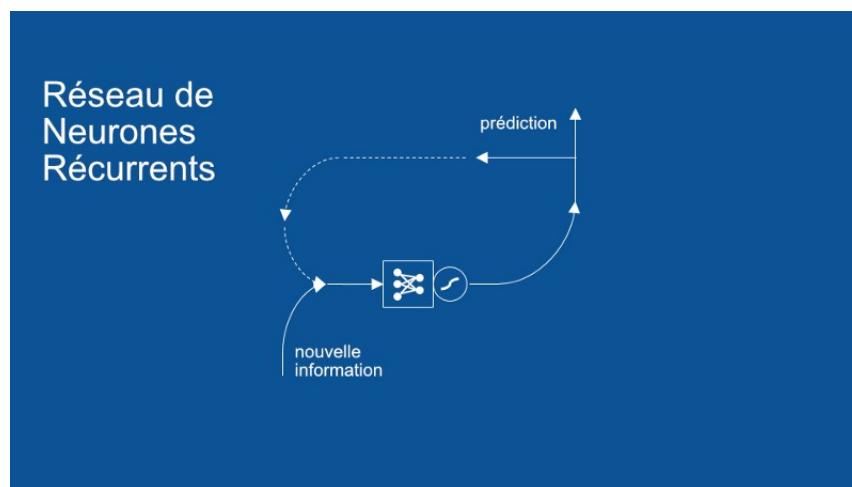 Réseau de
Neurones
Récurrents
prédiction
nouvelle
information